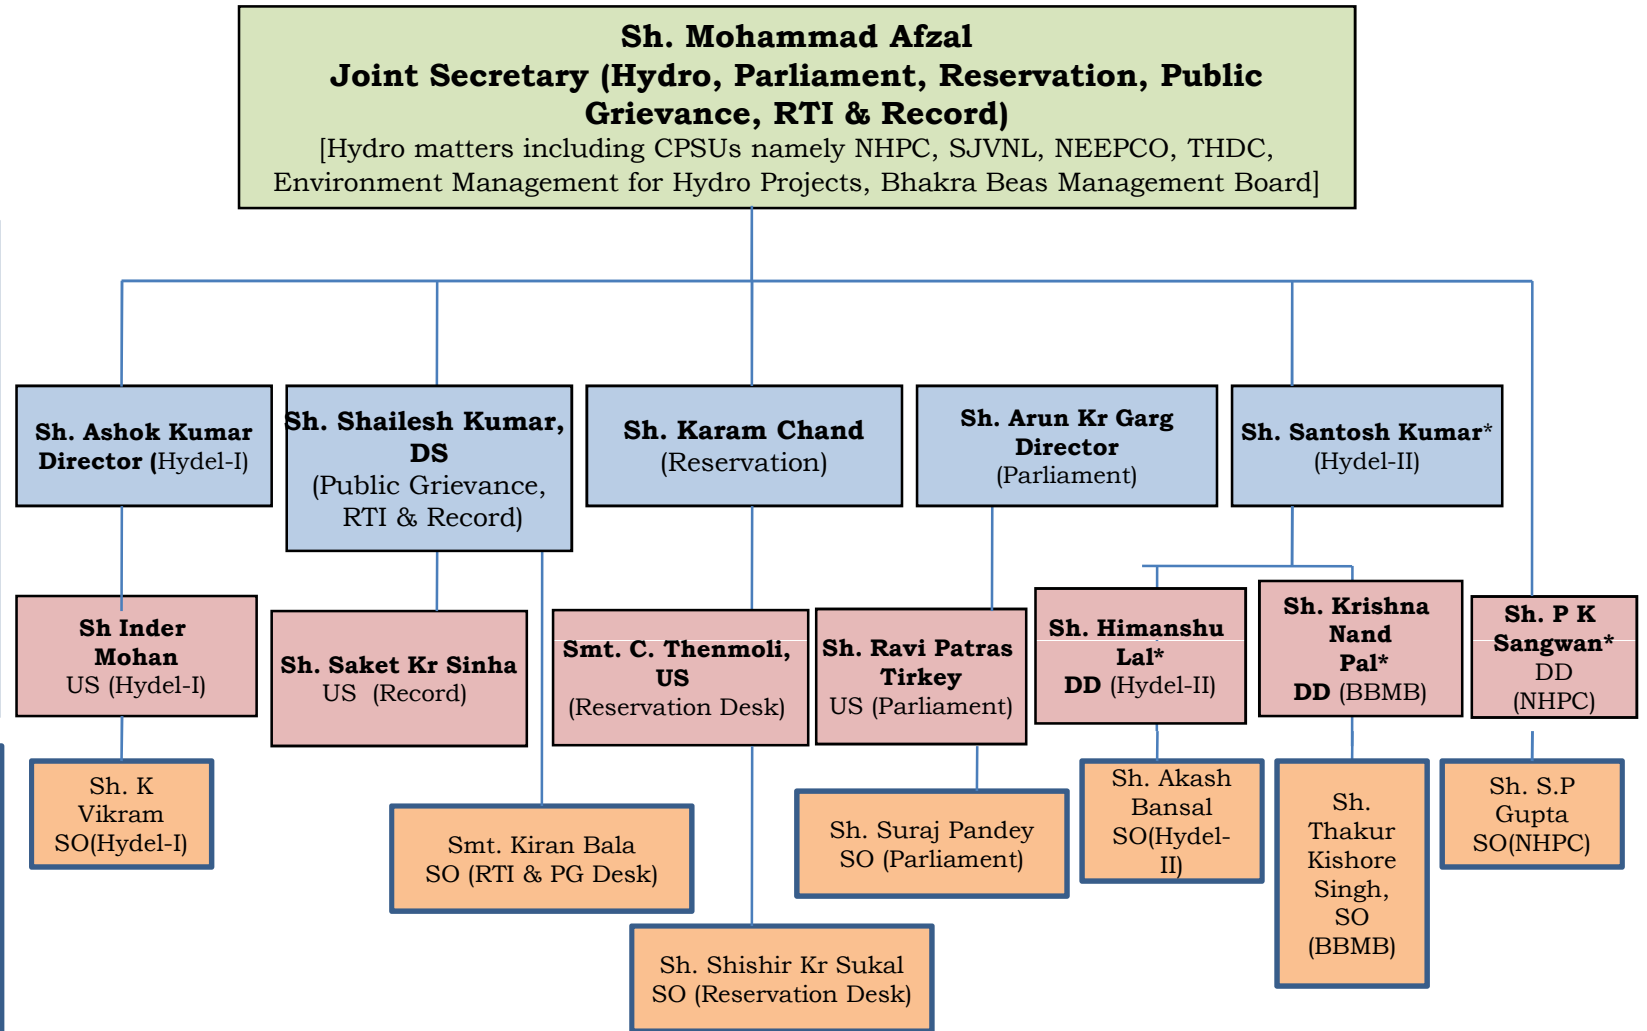 Sh. Mohammad Afzal
Joint Secretary (Hydro, Parliament, Reservation, Public
Grievance, RTI & Record)
[Hydro matters including CPSUs namely NHPC, SJVNL, NEEPCO, THDC,
Environment Management for Hydro Projects, Bhakra Beas Management Board]
Sh. Ashok Kumar
Director (Hydel-I)
Sh. Shailesh Kumar,
DS
(Public Grievance,
RTI & Record)
Sh. Karam Chand
(Reservation)
Sh. Arun Kr Garg
Director
(Parliament)
Sh. Santosh Kumar*
(Hydel-II)
Sh Inder
Mohan
US (Hydel-I)
Sh. Saket Kr Sinha
US (Record)
Smt. C. Thenmoli,
US
(Reservation Desk)
Sh. Ravi Patras
Tirkey
US (Parliament)
Sh. Himanshu
Lal*
DD (Hydel-II)
Sh. Krishna
Nand
Pal*
DD (BBMB)
Sh. P K
Sangwan*
DD
(NHPC)
Sh. K
Vikram
SO(Hydel-I)
Smt. Kiran Bala
SO (RTI & PG Desk)
Sh. Shishir Kr Sukal
SO (Reservation Desk)
Sh. Suraj Pandey
SO (Parliament)
Sh. Akash
Bansal
SO(Hydel-
II)
Sh.
Thakur
Kishore
Singh,
SO
(BBMB)
Sh. S.P
Gupta
SO(NHPC)